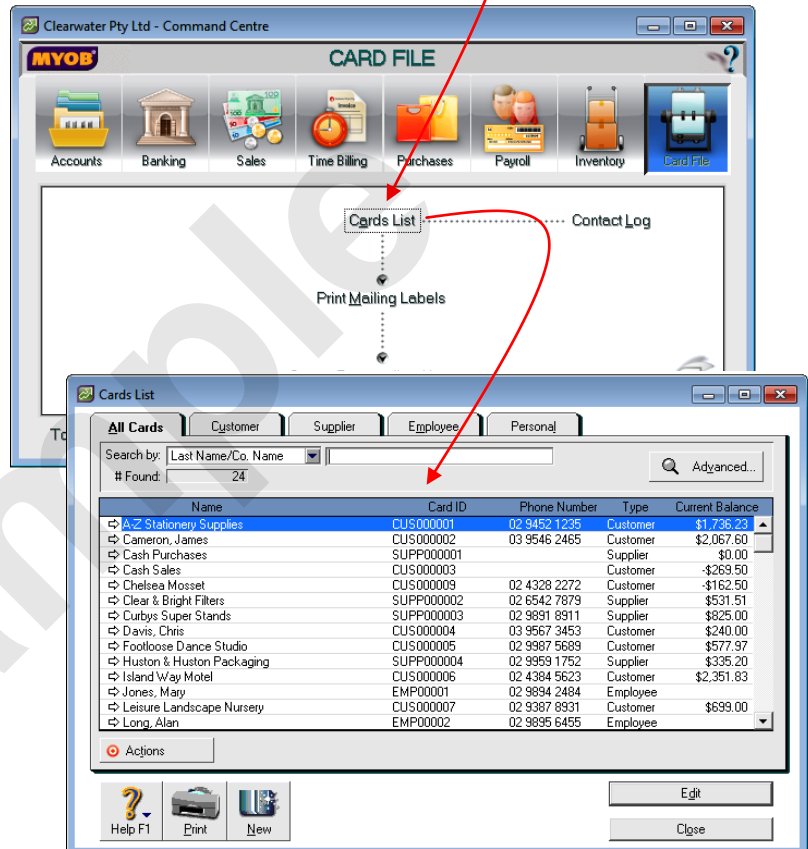 Clearwater Pty Ltd - Command Centre
MYOB CARD FILE
Accounts Banking Sales Time Billing Purchases Payroll Inventory Card File
Cards List Contact Log
Print Mailing Labels
Cards List
All Cards Customer Supplier Employee Personal
Search by: Last Name/Co. Name Advanced...
# Found: 24
Name Card ID Phone Number Type Current Balance
A-Z Stationery Supplies CUS000001 02 9452 1235 Customer $1,736.23
Cameron, James CUS000002 03 9546 2465 Customer $2,067.60
Cash Purchases SUPP000001 Supplier $0.00
Cash Sales CUS000003 Customer -$269.50
Chelsea Mosset CUS000009 02 4328 2272 Customer -$162.50
Clear & Bright Filters SUPP000002 02 6542 7879 Supplier $531.51
Curbys Super Stands SUPP000003 02 9891 8911 Supplier $825.00
Davis, Chris CUS000004 03 9567 3453 Customer $240.00
Footloose Dance Studio CUS000005 02 9987 5689 Customer $577.97
Huston & Huston Packaging SUPP000004 02 9959 1752 Supplier $335.20
Island Way Motel CUS000006 02 4384 5623 Customer $2,351.83
Jones, Mary EMP00001 02 9894 2484 Employee
Leisure Landscape Nursery CUS000007 02 9387 8931 Customer $699.00
Long, Alan EMP00002 02 9895 6455 Employee
Actions
Help F1 Print New
Edit
Close